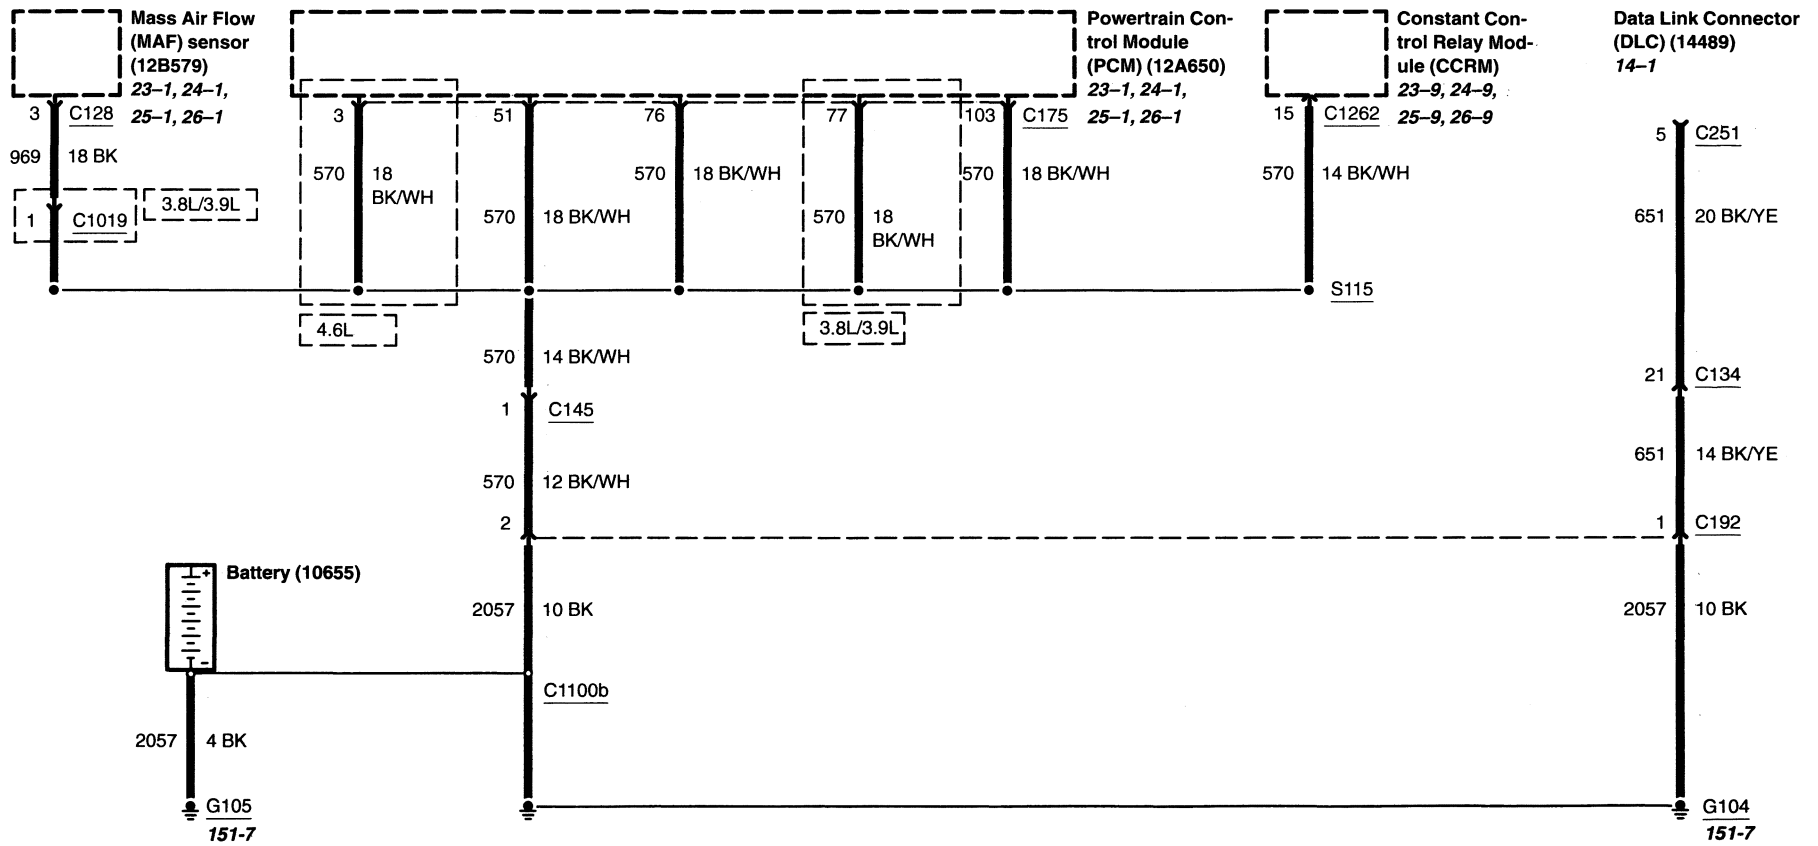 Mass Air Flow
(MAF) sensor
(12B579)
23–1, 24–1,
25–1, 26–1
Powertrain Con-
trol Module
(PCM) (12A650)
23–1, 24–1,
25–1, 26–1
Constant Con-
trol Relay Mod-
ule (CCRM)
23–9, 24–9,
25–9, 26–9
Data Link Connector
(DLC) (14489)
14–1
3 C128
3
51
76
77
103 C175
15 C1262
5 C251
969 18 BK
570 18
BK/WH
570 18 BK/WH
570 18 BK/WH
570 18
BK/WH
570 18 BK/WH
570 14 BK/WH
651 20 BK/YE
1 C1019
3.8L/3.9L
S115
4.6L
3.8L/3.9L
570 14 BK/WH
21 C134
1 C145
651 14 BK/YE
570 12 BK/WH
2
1 C192
Battery (10655)
+
-
2057 10 BK
2057 10 BK
C1100b
2057 4 BK
G105
151-7
G104
151-7